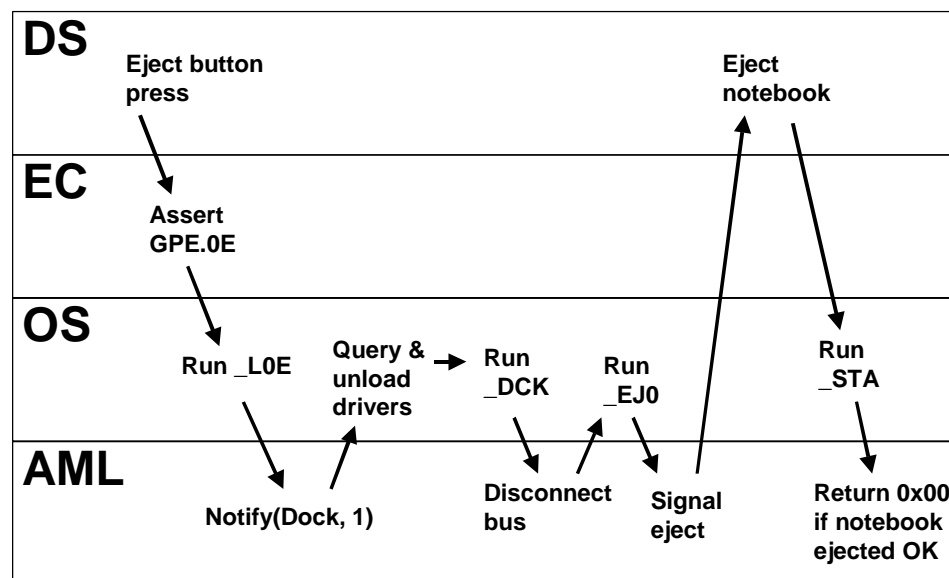 DS
Eject button
press
Eject
notebook
EC
Assert
GPE.0E
OS
Run _L0E
Query &
unload
drivers
Run
_DCK
Run
_EJ0
Run
_STA
AML
Notify(Dock, 1)
Disconnect
bus
Signal
eject
Return 0x00
if notebook
ejected OK